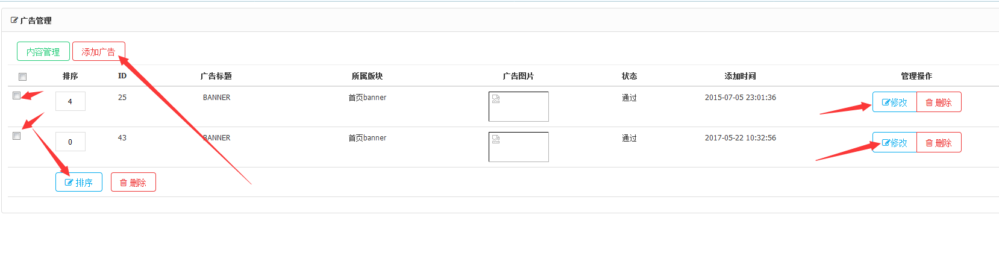 广告管理
内容管理 添加广告
排序 ID 广告标题 所属版块 广告图片 状态 添加时间 管理操作
4 25 BANNER 首页banner 通过 2015-07-05 23:01:36 修改 删除
0 43 BANNER 首页banner 通过 2017-05-22 10:32:56 修改 删除
排序 删除